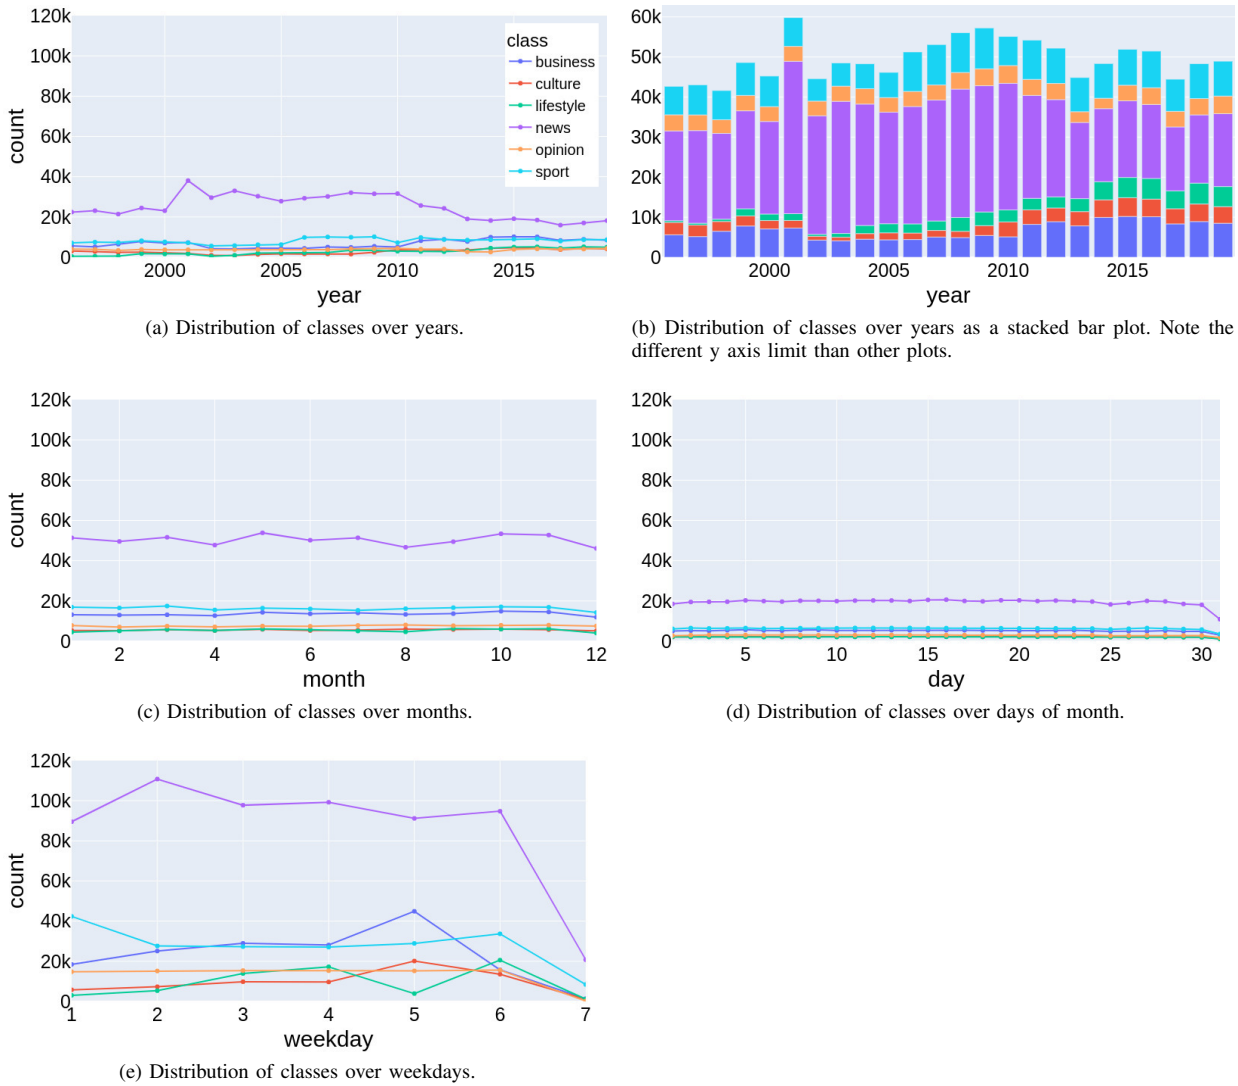 120k
100k
80k
60k
40k
20k
0
count
2000
2005
2010
2015
year
class
business
culture
lifestyle
news
opinion
sport
(a) Distribution of classes over years.
60k
50k
40k
30k
20k
10k
0
2000
2005
2010
2015
year
(b) Distribution of classes over years as a stacked bar plot. Note the
different y axis limit than other plots.
120k
100k
80k
60k
40k
20k
0
count
2
4
6
8
10
12
month
(c) Distribution of classes over months.
120k
100k
80k
60k
40k
20k
0
5
10
15
20
25
30
day
(d) Distribution of classes over days of month.
120k
100k
80k
60k
40k
20k
0
count
1
2
3
4
5
6
7
weekday
(e) Distribution of classes over weekdays.